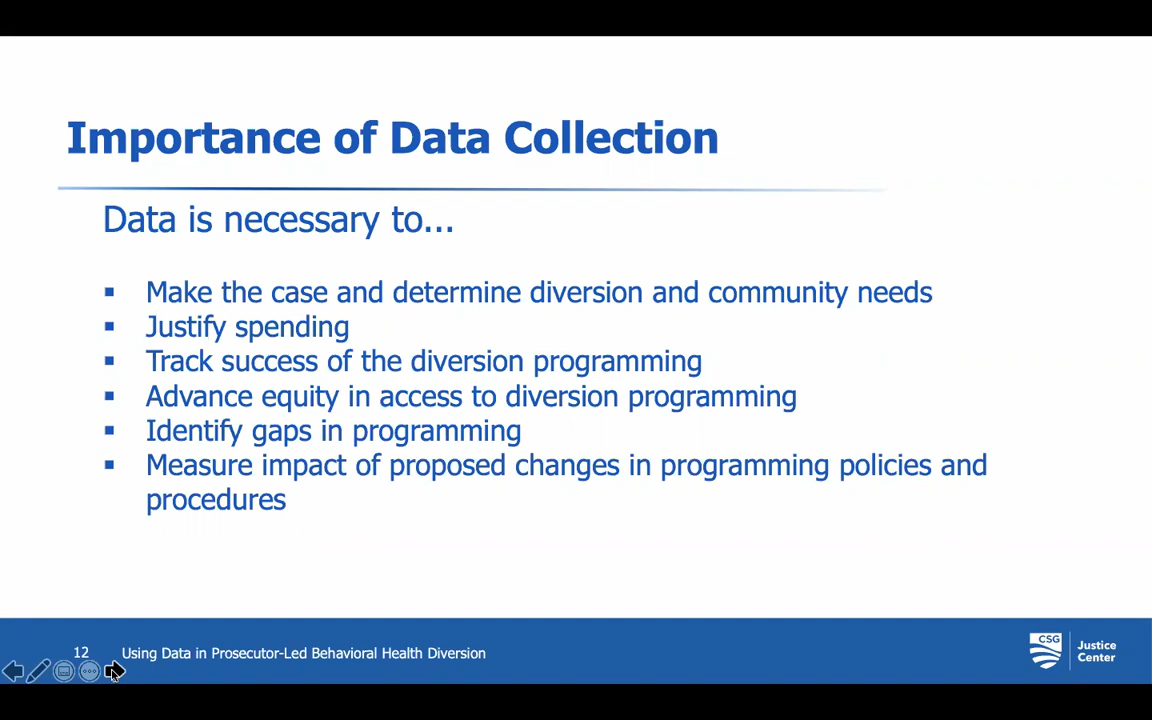 Importance of Data Collection
Data is necessary to...
▪ Make the case and determine diversion and community needs
▪ Justify spending
▪ Track success of the diversion programming
▪ Advance equity in access to diversion programming
▪ Identify gaps in programming
▪ Measure impact of proposed changes in programming policies and
procedures
12 Using Data in Prosecutor-Led Behavioral Health Diversion
CSG Justice
Center